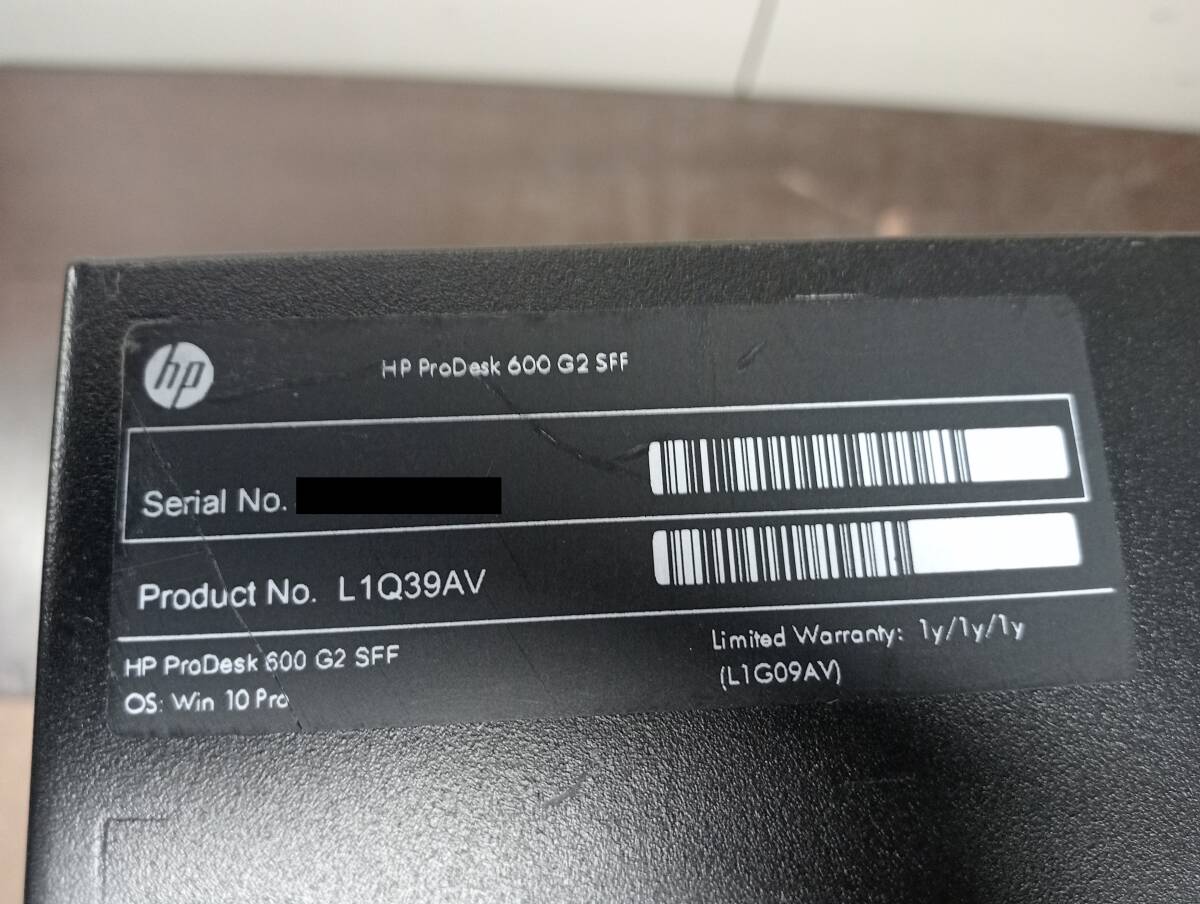 hp
HP ProDesk 600 G2 SFF
Serial No.
Product No. L1Q39AV
HP ProDesk 600 G2 SFF
OS: Win 10 Pro
Limited Warranty: 1y/1y/1y
(L1G09AV)